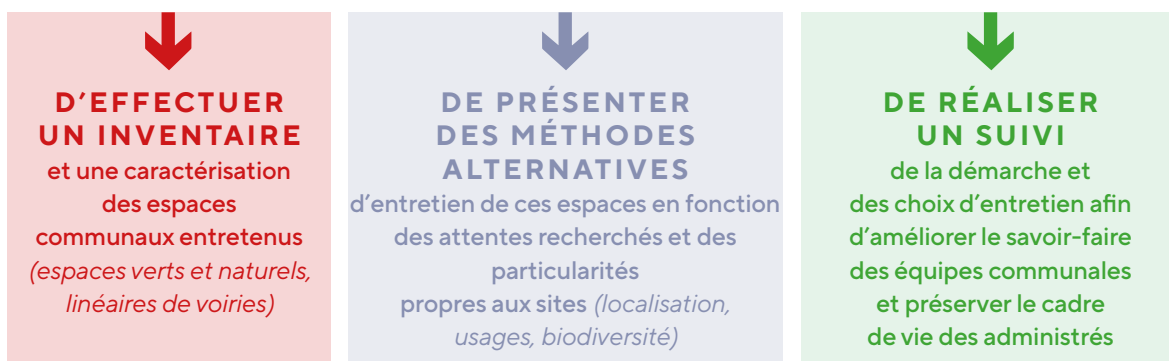 D'EFFECTUER
UN INVENTAIRE
et une caractérisation
des espaces
communaux entretenus
(espaces verts et naturels,
linéaires de voiries)
DE PRÉSENTER
DES MÉTHODES
ALTERNATIVES
d'entretien de ces espaces en fonction
des attentes recherchés et des
particularités
propres aux sites (localisation,
usages, biodiversité)
DE RÉALISER
UN SUIVI
de la démarche et
des choix d'entretien afin
d'améliorer le savoir-faire
des équipes communales
et préserver le cadre
de vie des administrés